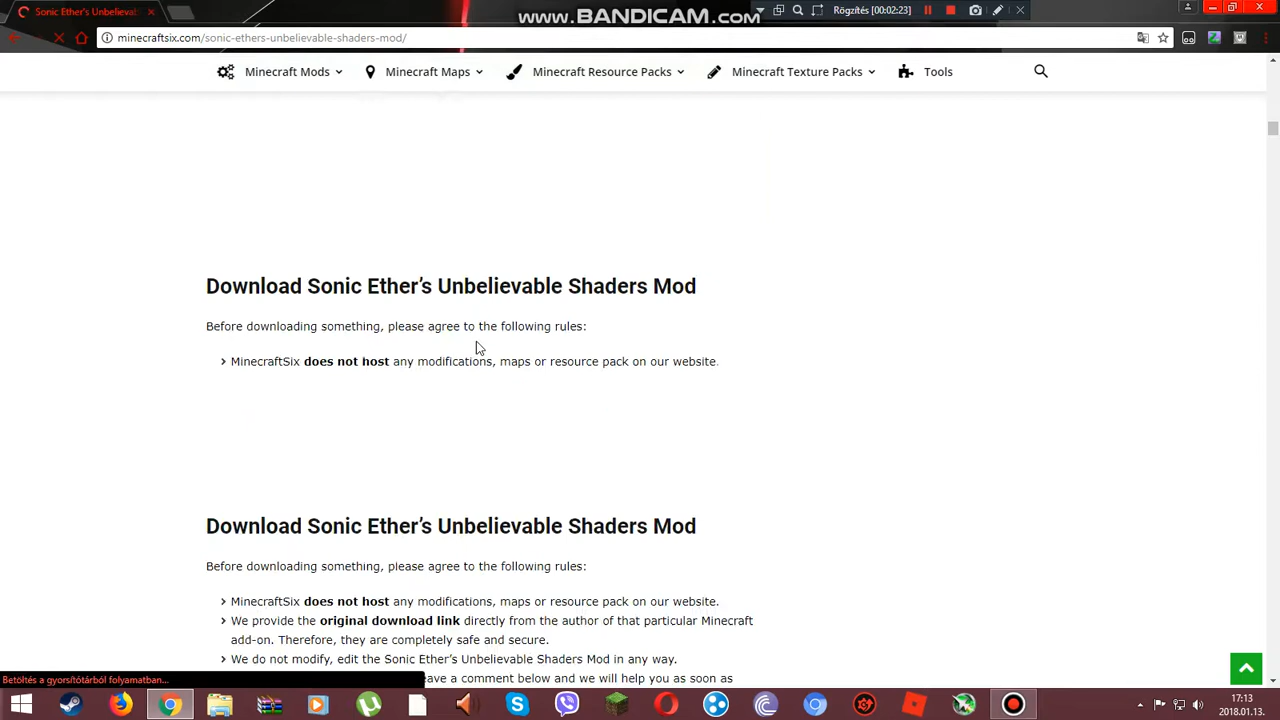 www.BANDICAM.com
Rögzítés [00:02:23]
Sonic Ether's Unbelievab
minecraftsix.com/sonic-ethers-unbelievable-shaders-mod/
Minecraft Mods Minecraft Maps Minecraft Resource Packs Minecraft Texture Packs Tools
Download Sonic Ether’s Unbelievable Shaders Mod
Before downloading something, please agree to the following rules:
MinecraftSix does not host any modifications, maps or resource pack on our website.
Download Sonic Ether’s Unbelievable Shaders Mod
Before downloading something, please agree to the following rules:
MinecraftSix does not host any modifications, maps or resource pack on our website.
We provide the original download link directly from the author of that particular Minecraft
add-on. Therefore, they are completely safe and secure.
We do not modify, edit the Sonic Ether’s Unbelievable Shaders Mod in any way.
eave a comment below and we will help you as soon as
Betöltés a gyorsítótárból folyamatban...
17:13
2018.01.13.